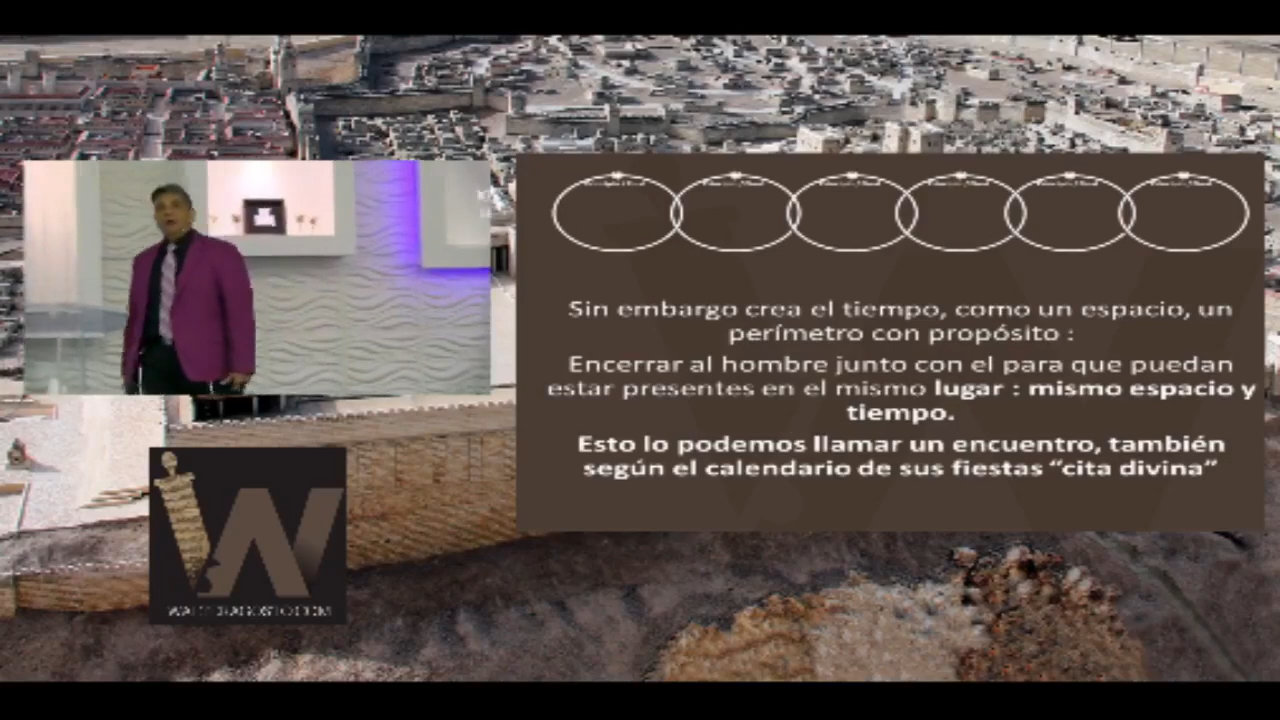 Sin embargo crea el tiempo, como un espacio, un
perímetro con propósito :
Encerrar al hombre junto con el para que puedan
estar presentes en el mismo lugar : mismo espacio y
tiempo.
Esto lo podemos llamar un encuentro, también
según el calendario de sus fiestas “cita divina”
W